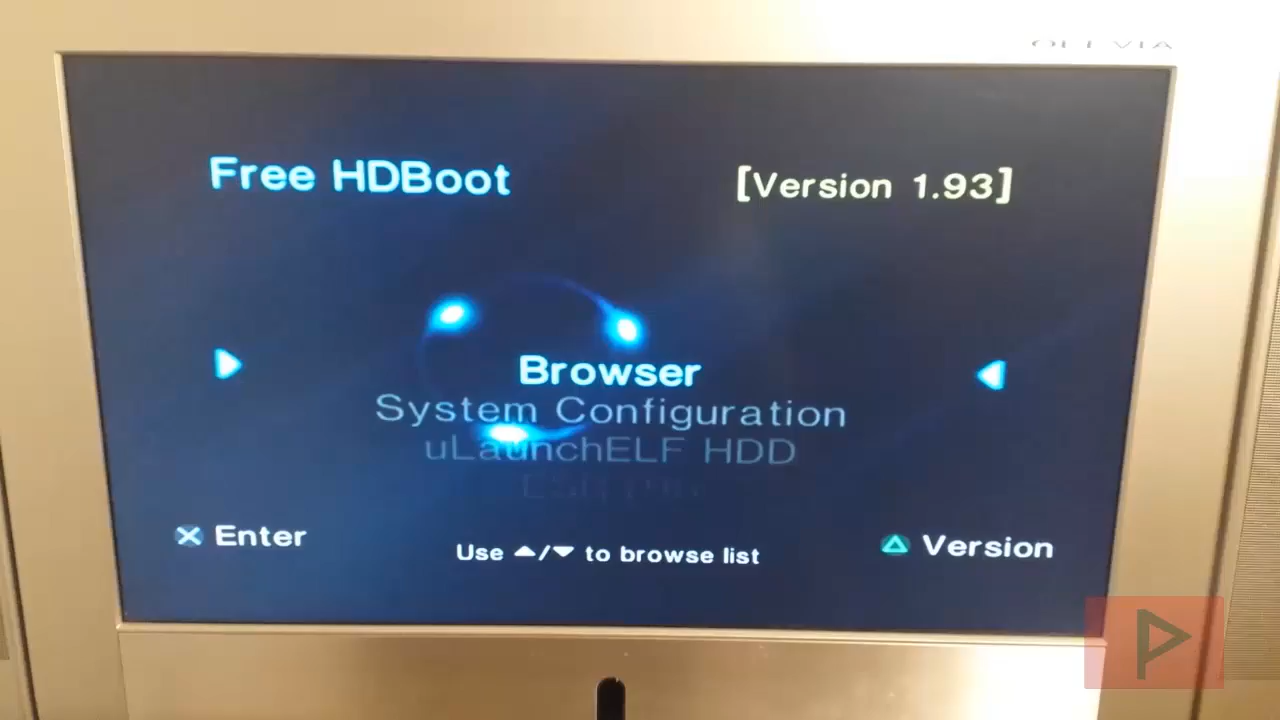 Free HDBoot
[Version 1.93]
Browser
System Configuration
uLaunchELF HDD
Enter
Use ▲/▼ to browse list
Version